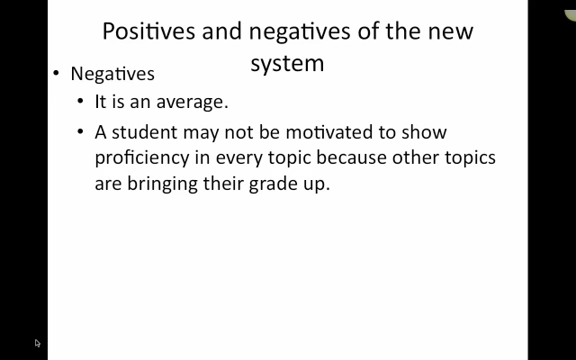 Positives and negatives of the new
system
• Negatives
• It is an average.
• A student may not be motivated to show
proficiency in every topic because other topics
are bringing their grade up.